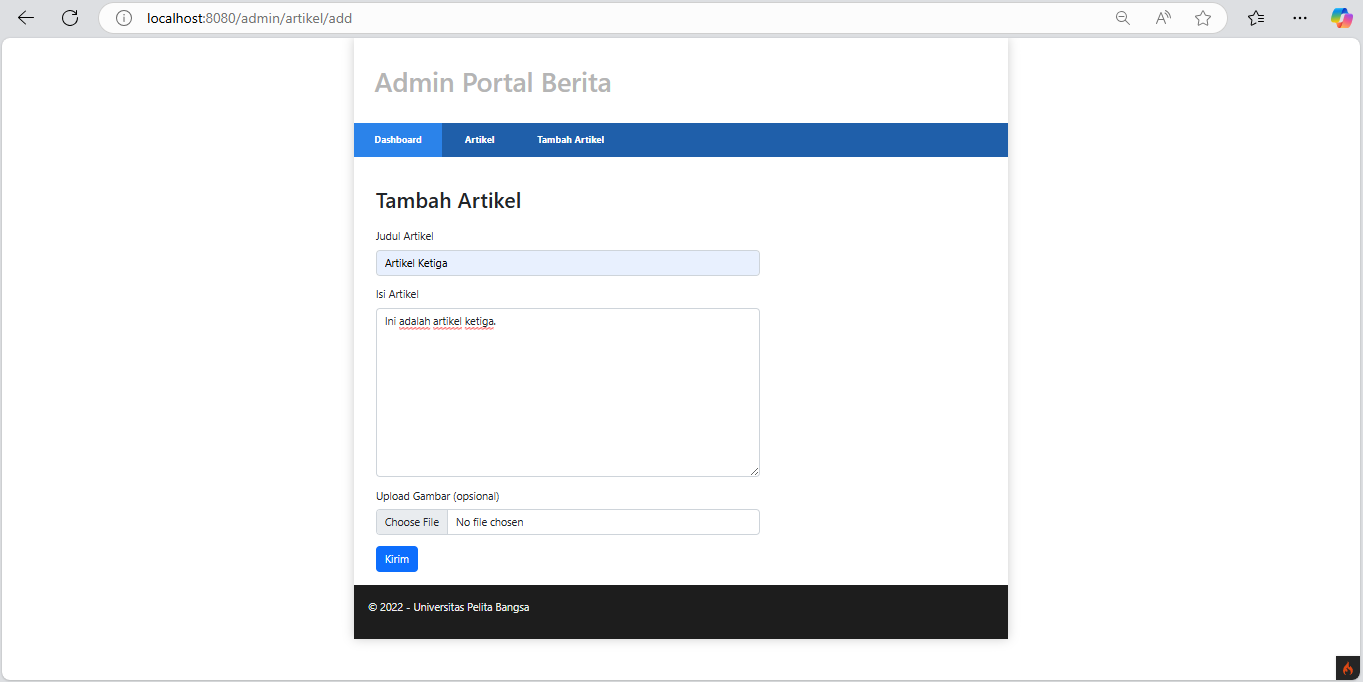 localhost:8080/admin/artikel/add
Admin Portal Berita
Dashboard Artikel Tambah Artikel
Tambah Artikel
Judul Artikel
Artikel Ketiga
Isi Artikel
Ini adalah artikel ketiga.
Upload Gambar (opsional)
Choose File No file chosen
Kirim
© 2022 - Universitas Pelita Bangsa